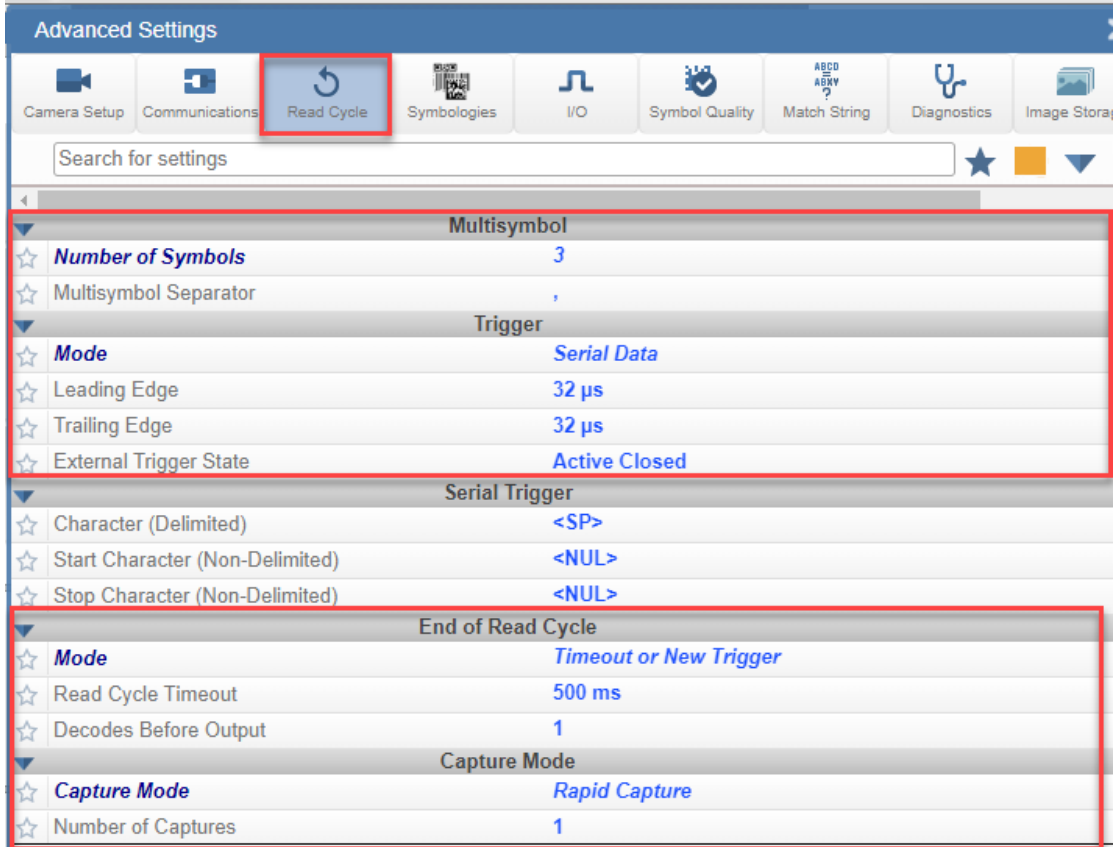 Advanced Settings
Camera Setup Communications Read Cycle Symbologies I/O Symbol Quality Match String Diagnostics Image Storag
ABCD
ABXY
?
Search for settings
Multisymbol
Number of Symbols 3
Multisymbol Separator ,
Trigger
Mode Serial Data
Leading Edge 32 µs
Trailing Edge 32 µs
External Trigger State Active Closed
Serial Trigger
Character (Delimited) <SP>
Start Character (Non-Delimited) <NUL>
Stop Character (Non-Delimited) <NUL>
End of Read Cycle
Mode Timeout or New Trigger
Read Cycle Timeout 500 ms
Decodes Before Output 1
Capture Mode
Capture Mode Rapid Capture
Number of Captures 1